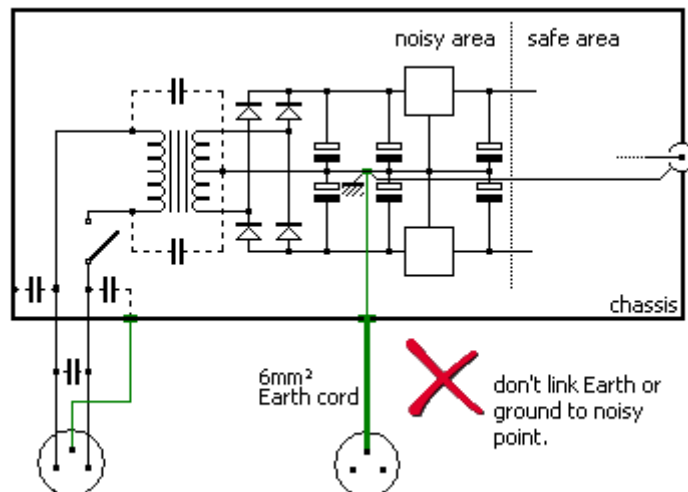 noisy area
safe area
chassis
6mm²
Earth cord
don't link Earth or
ground to noisy
point.